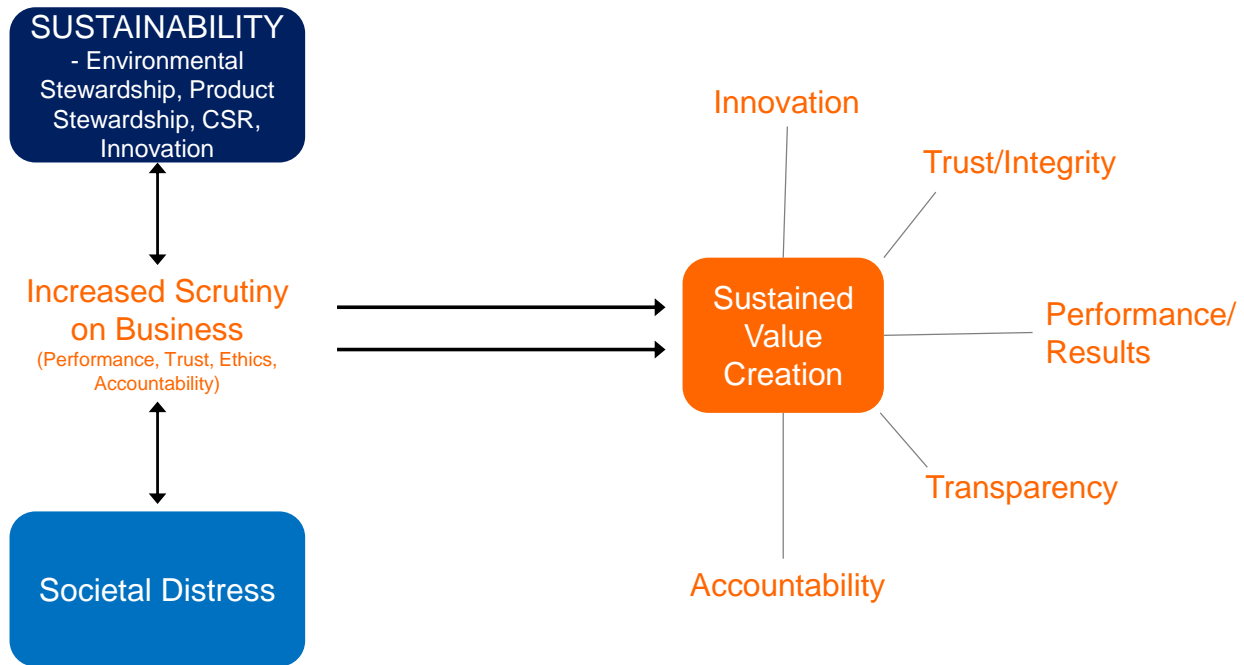 SUSTAINABILITY
- Environmental
Stewardship, Product
Stewardship, CSR,
Innovation
Increased Scrutiny
on Business
(Performance, Trust, Ethics,
Accountability)
Societal Distress
Innovation
Trust/Integrity
Sustained
Value
Creation
Performance/
Results
Transparency
Accountability